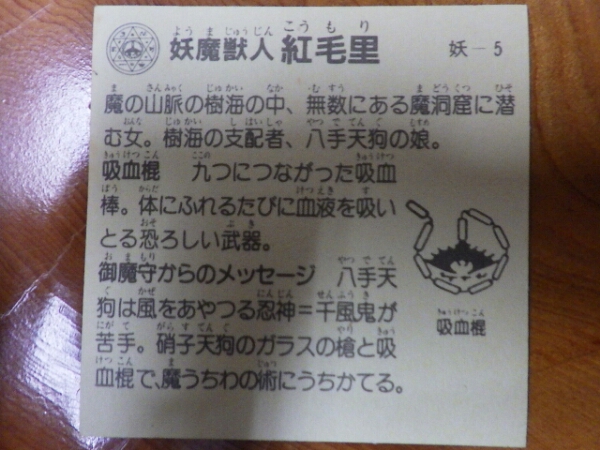 妖魔獣人 紅毛里 妖－5
魔の山脈の樹海の中、無数にある魔洞窟に潜
む女。樹海の支配者、八手天狗の娘。
吸血棍 九つにつながった吸血
棒。体にふれるたびに血液を吸い
とる恐ろしい武器。
御魔守からのメッセージ 八手天
狗は風をあやつる忍神＝千風鬼が
苦手。硝子天狗のガラスの槍と吸
血棍で、魔うちわの術にうちかてる。
吸血棍